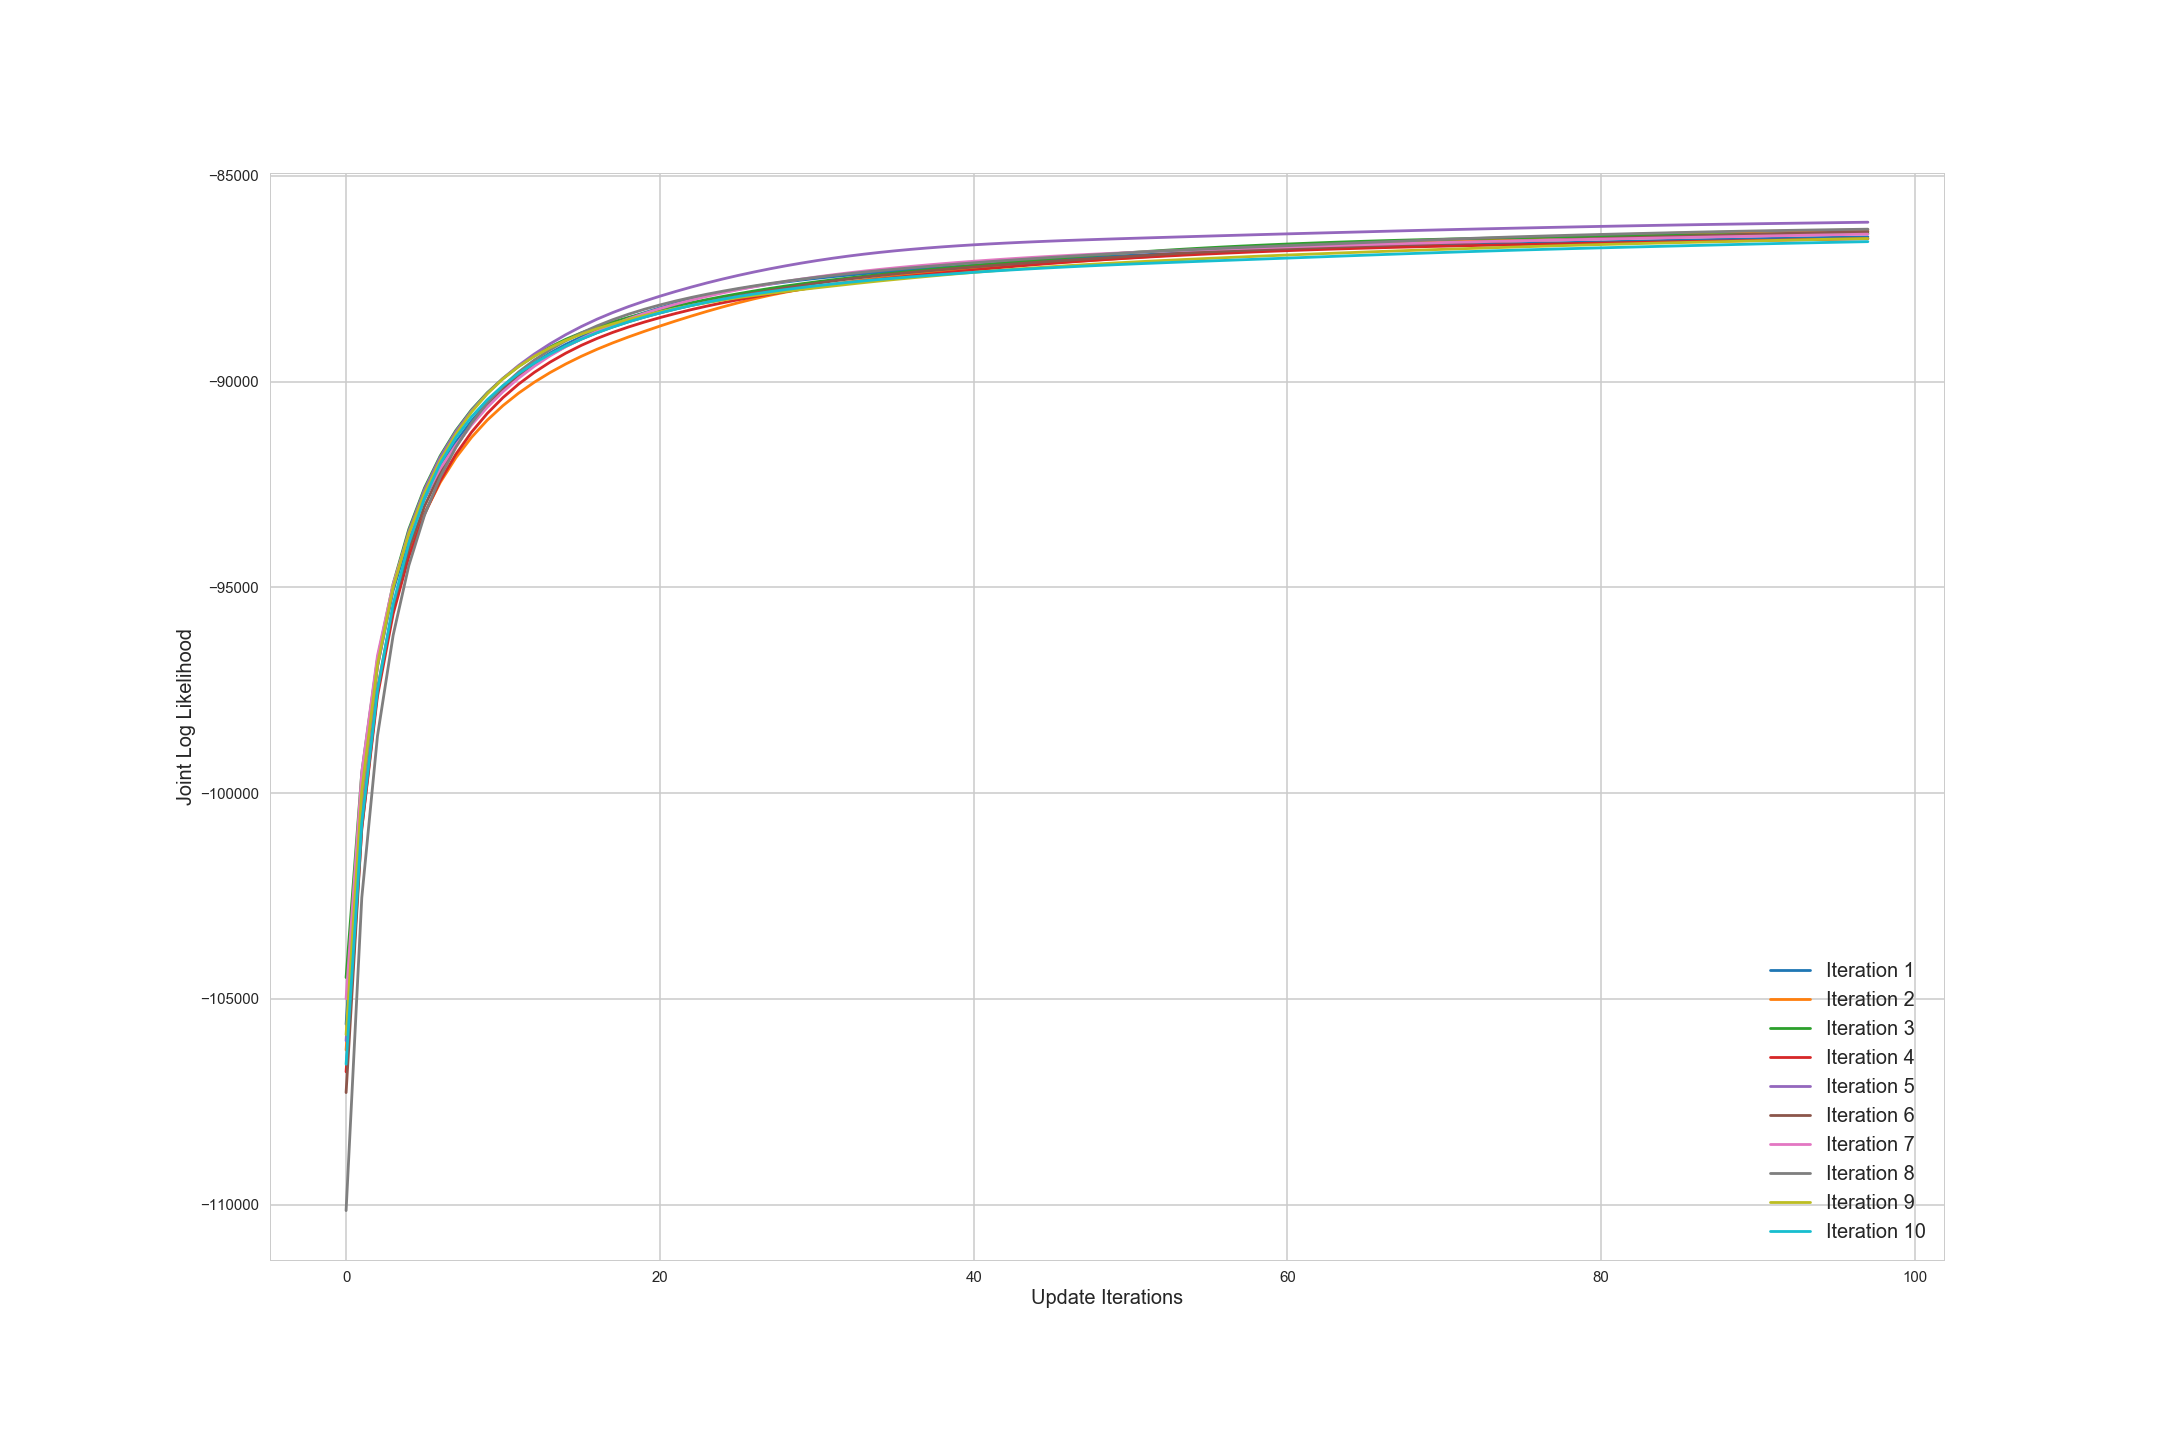 −85000
−90000
−95000
−100000
−105000
−110000
Joint Log Likelihood
0 20 40 60 80 100
Update Iterations
Iteration 1
Iteration 2
Iteration 3
Iteration 4
Iteration 5
Iteration 6
Iteration 7
Iteration 8
Iteration 9
Iteration 10